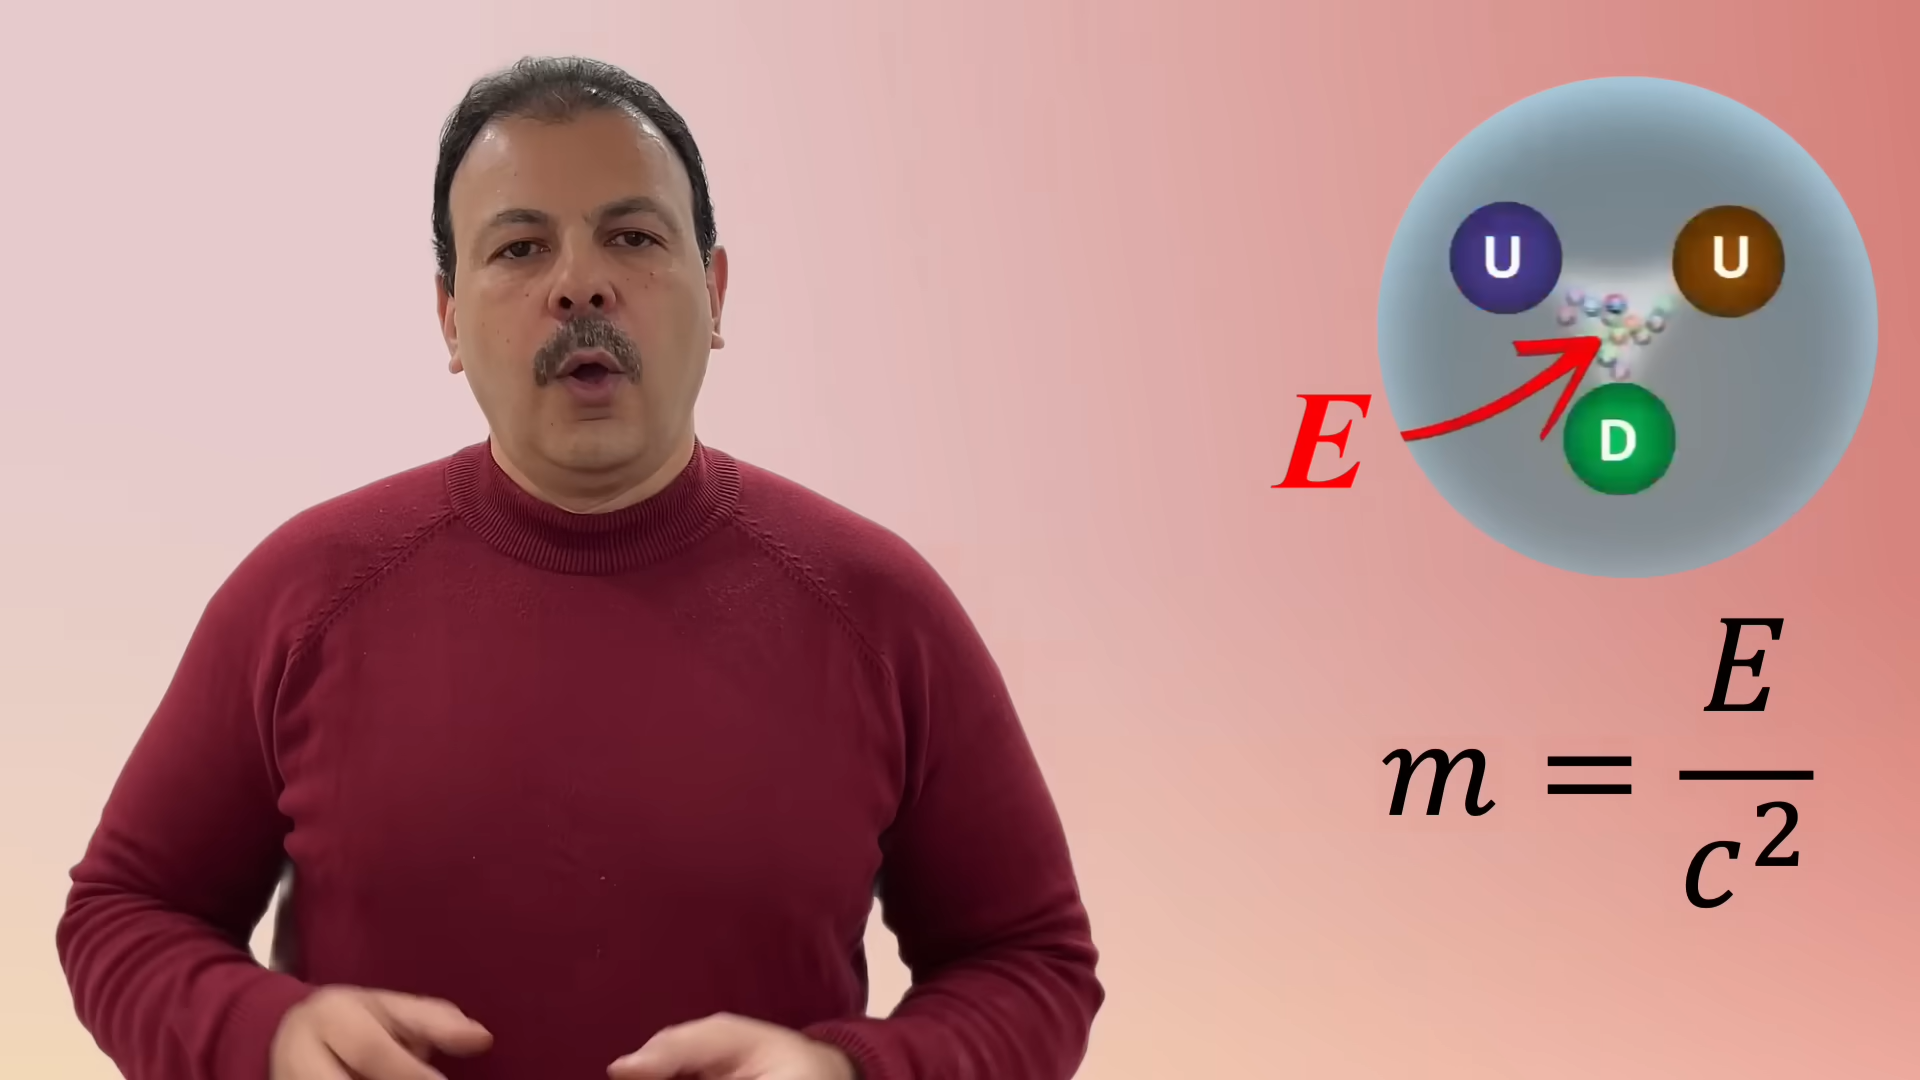 U U
D
E
m = E/c²